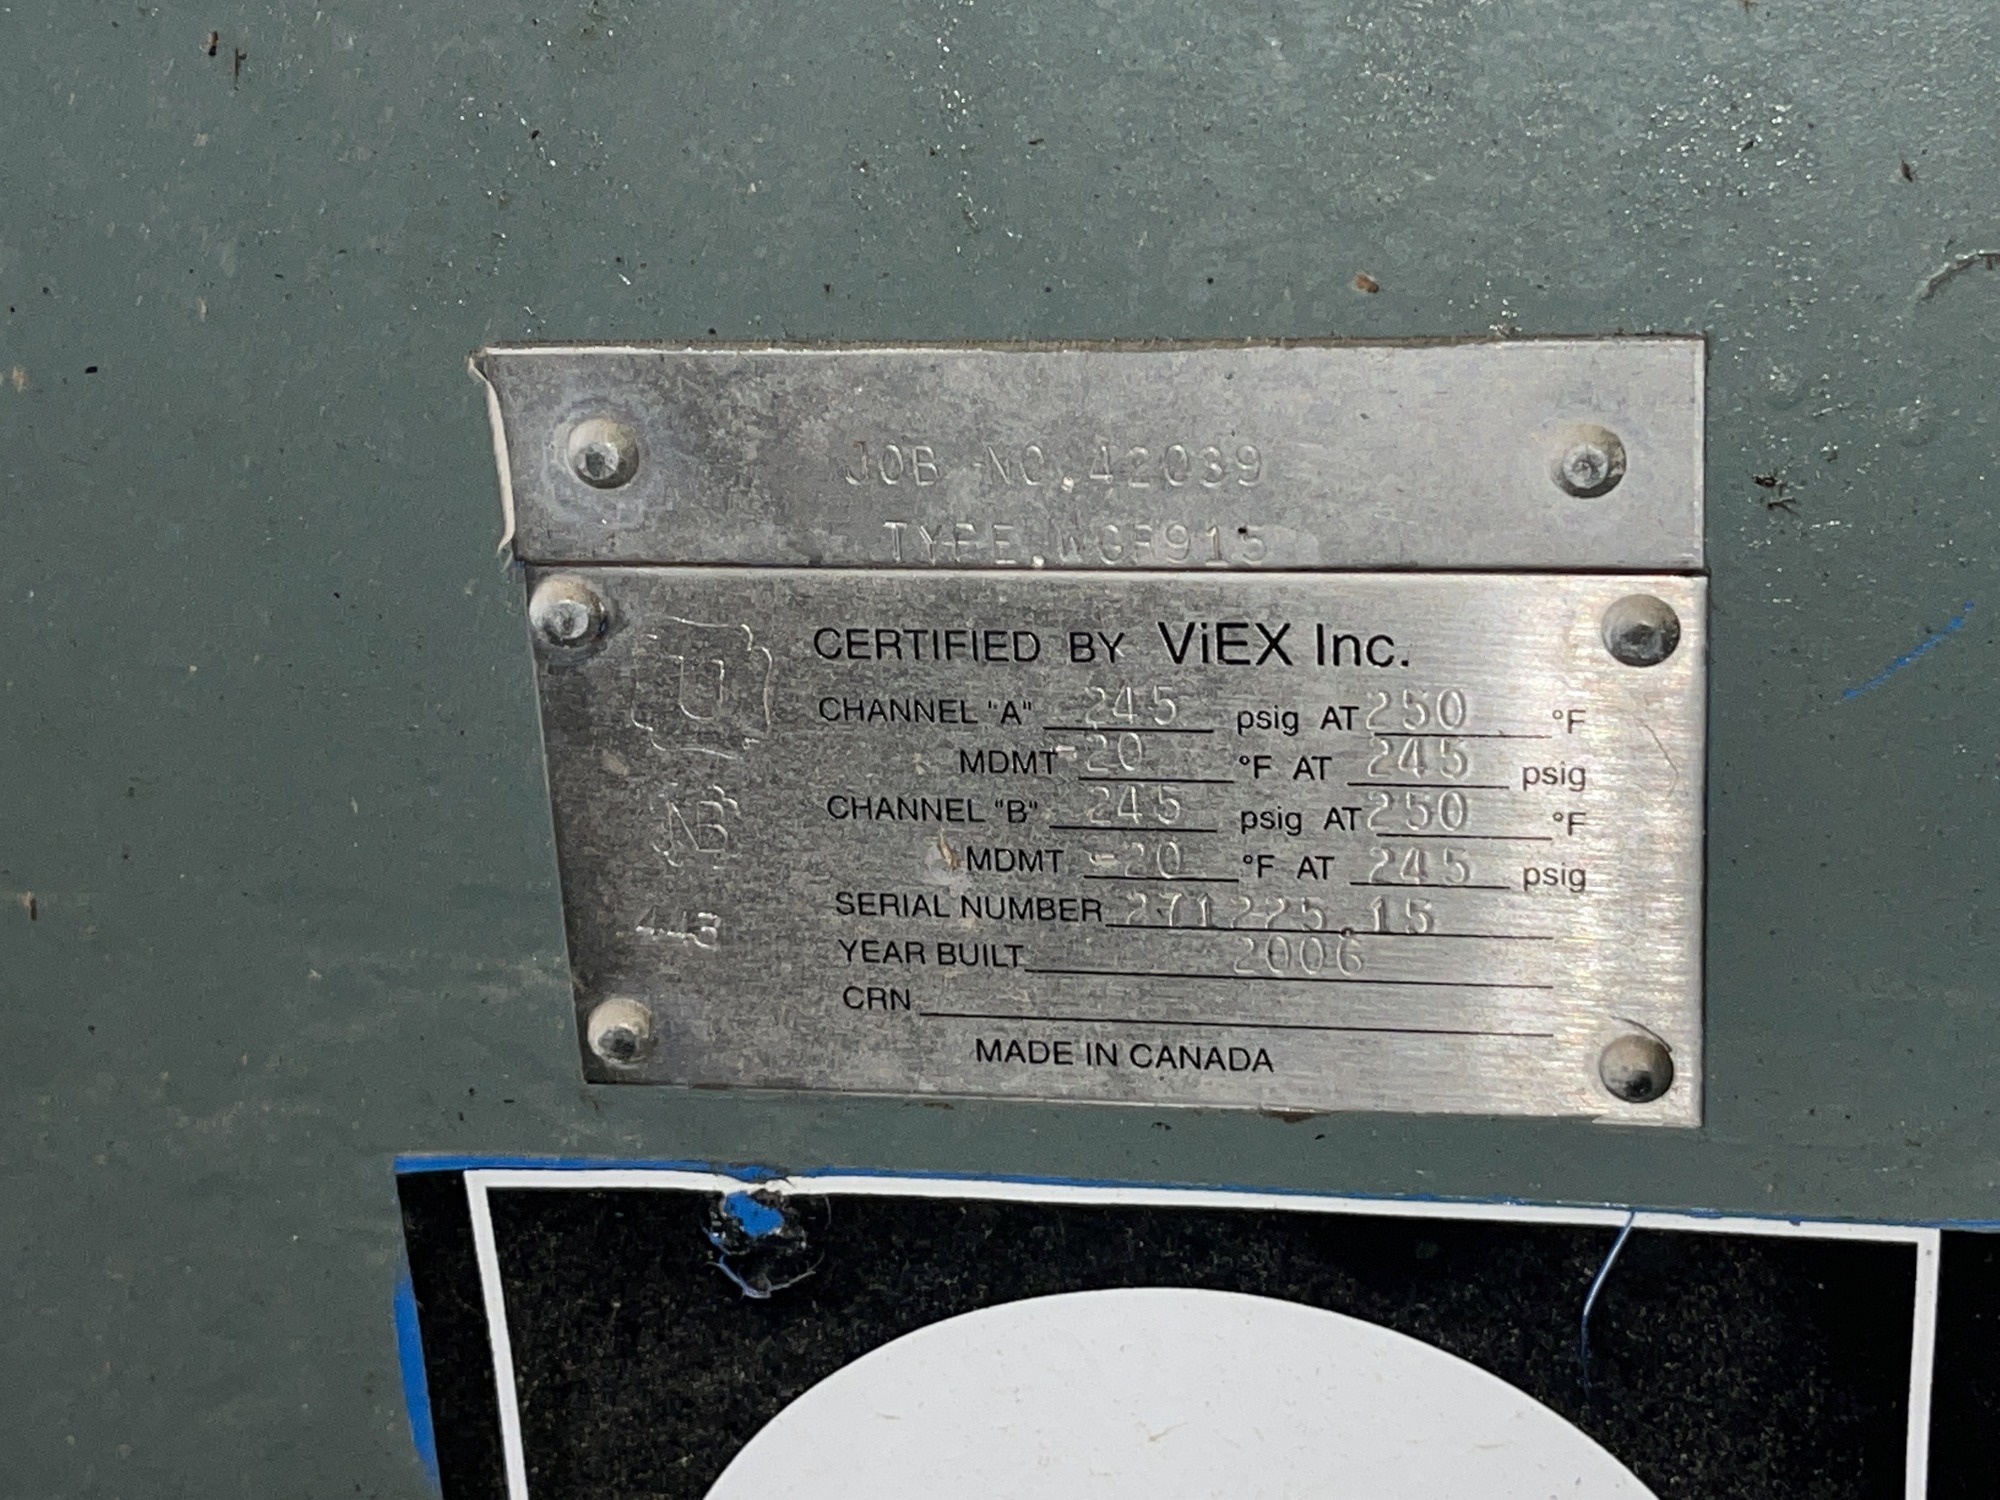 JOB NO. 42039
TYPE. WGR915
U
CERTIFIED BY ViEX Inc.
CHANNEL "A" 245 psig AT 250 °F
MDMT -20 °F AT 245 psig
NB
CHANNEL "B" 245 psig AT 250 °F
MDMT -20 °F AT 245 psig
SERIAL NUMBER 271225.15
443
YEAR BUILT 2006
CRN
MADE IN CANADA